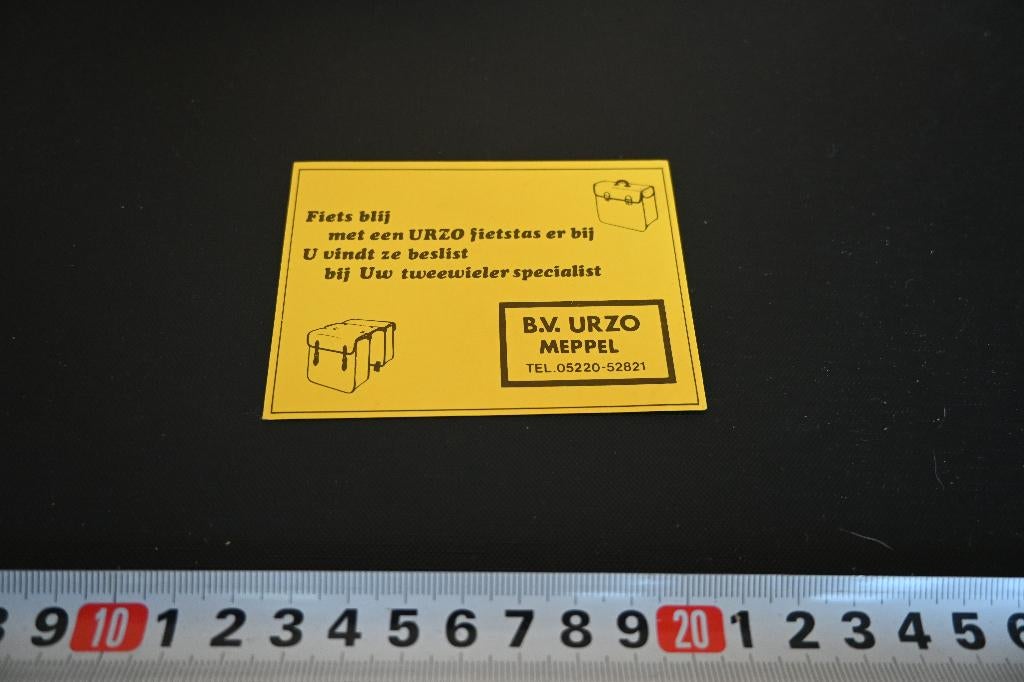 Fiets blij
met een URZO fietstas er bij
U vindt ze beslist
bij Uw tweewieler specialist
B.V. URZO
MEPPEL
TEL.05220-52821
9 10 1 2 3 4 5 6 7 8 9 20 1 2 3 4 5 6